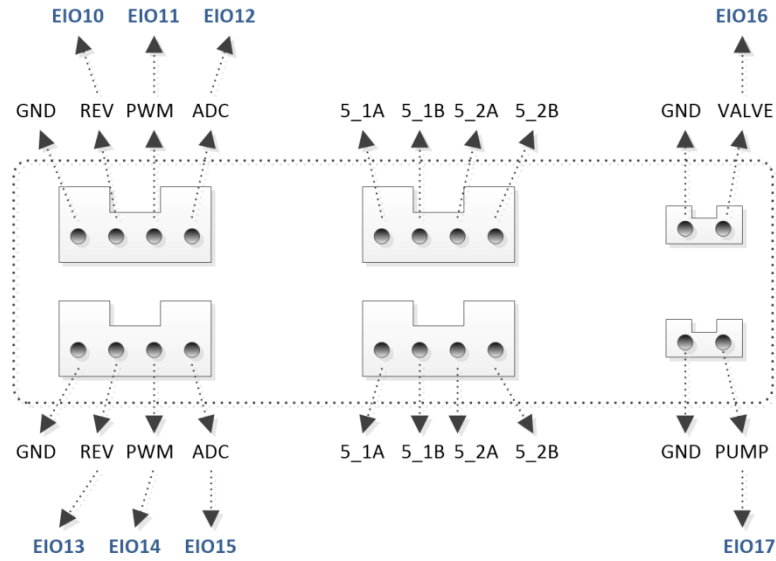 EIO10 EIO11 EIO12 EIO16
GND REV PWM ADC 5_1A 5_1B 5_2A 5_2B GND VALVE
GND REV PWM ADC 5_1A 5_1B 5_2A 5_2B GND PUMP
EIO13 EIO14 EIO15 EIO17